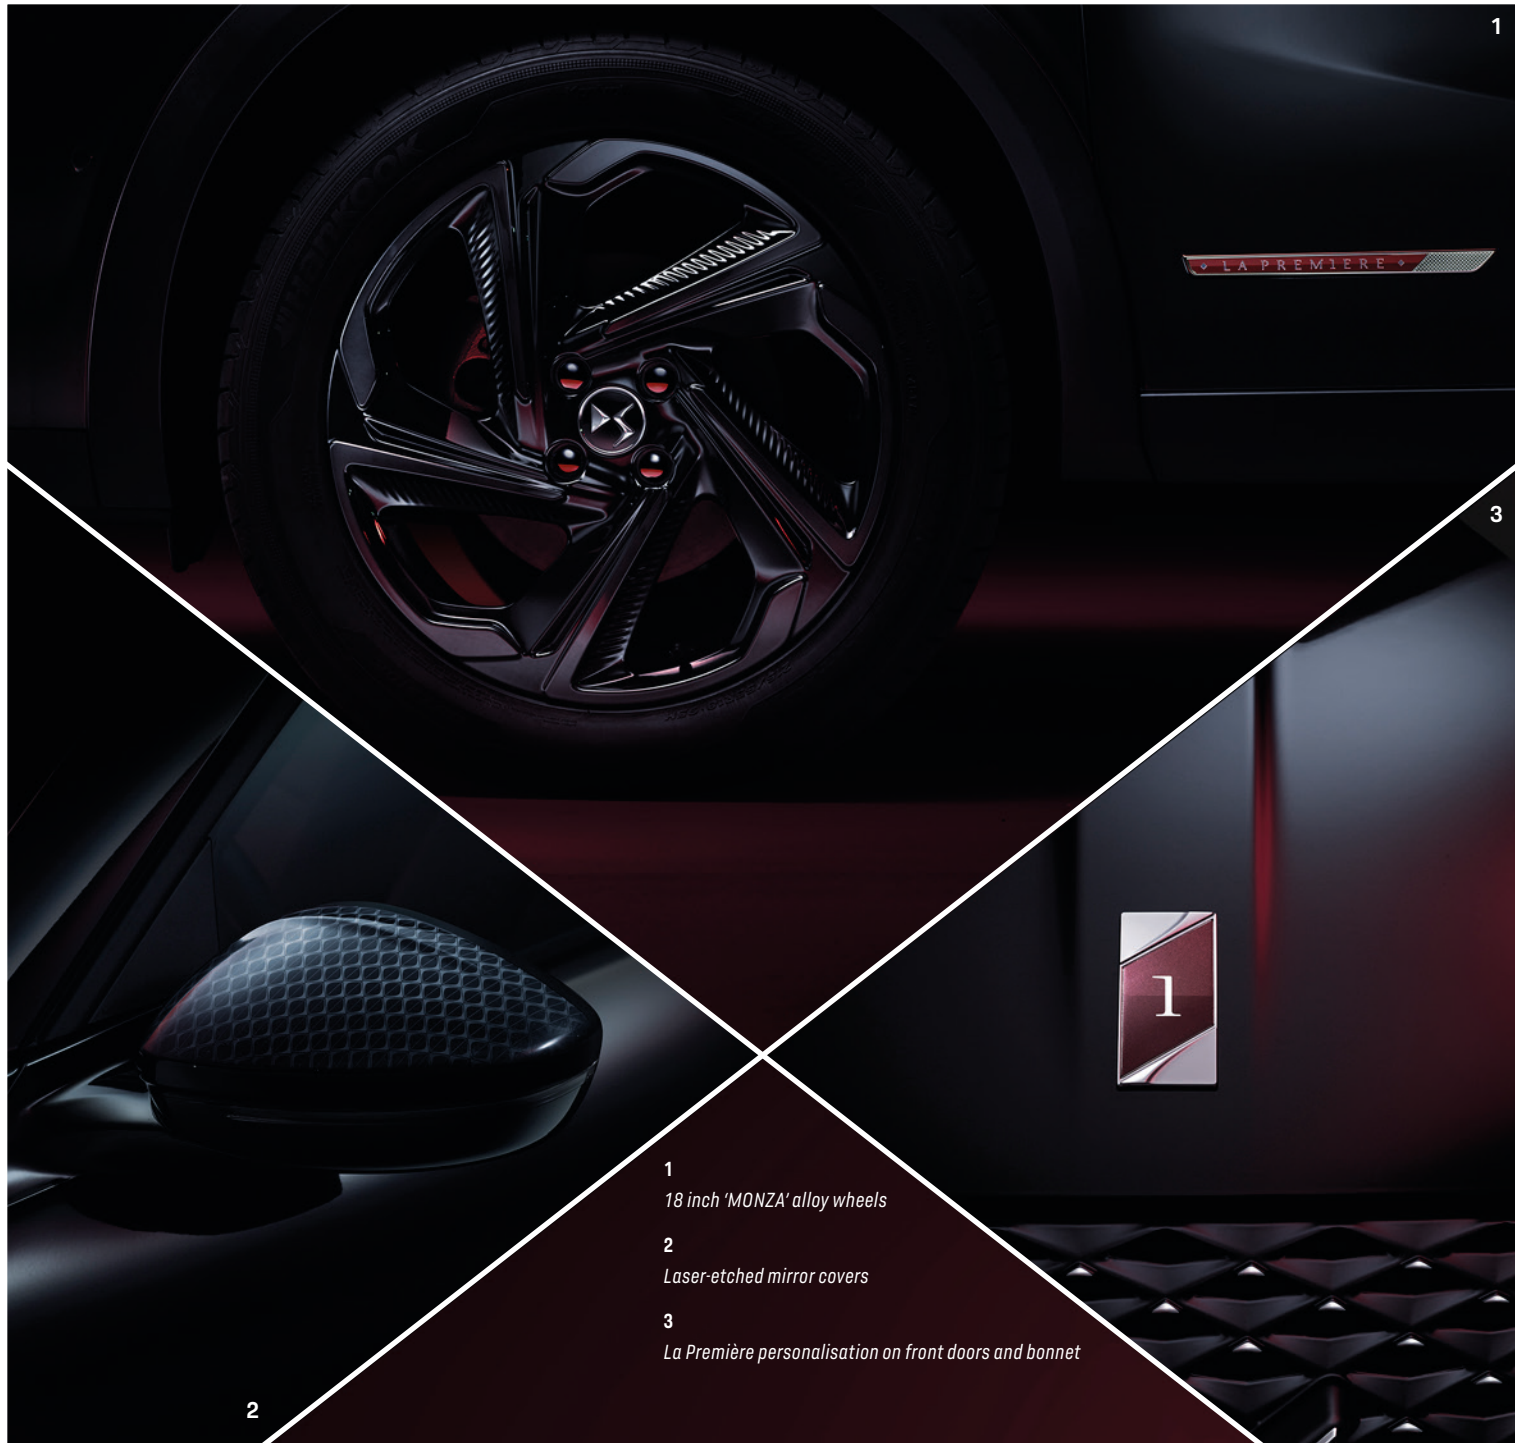 1
LA PREM1ERE
3
1
1
18 inch ‘MONZA’ alloy wheels
2
Laser-etched mirror covers
3
La Première personalisation on front doors and bonnet
2